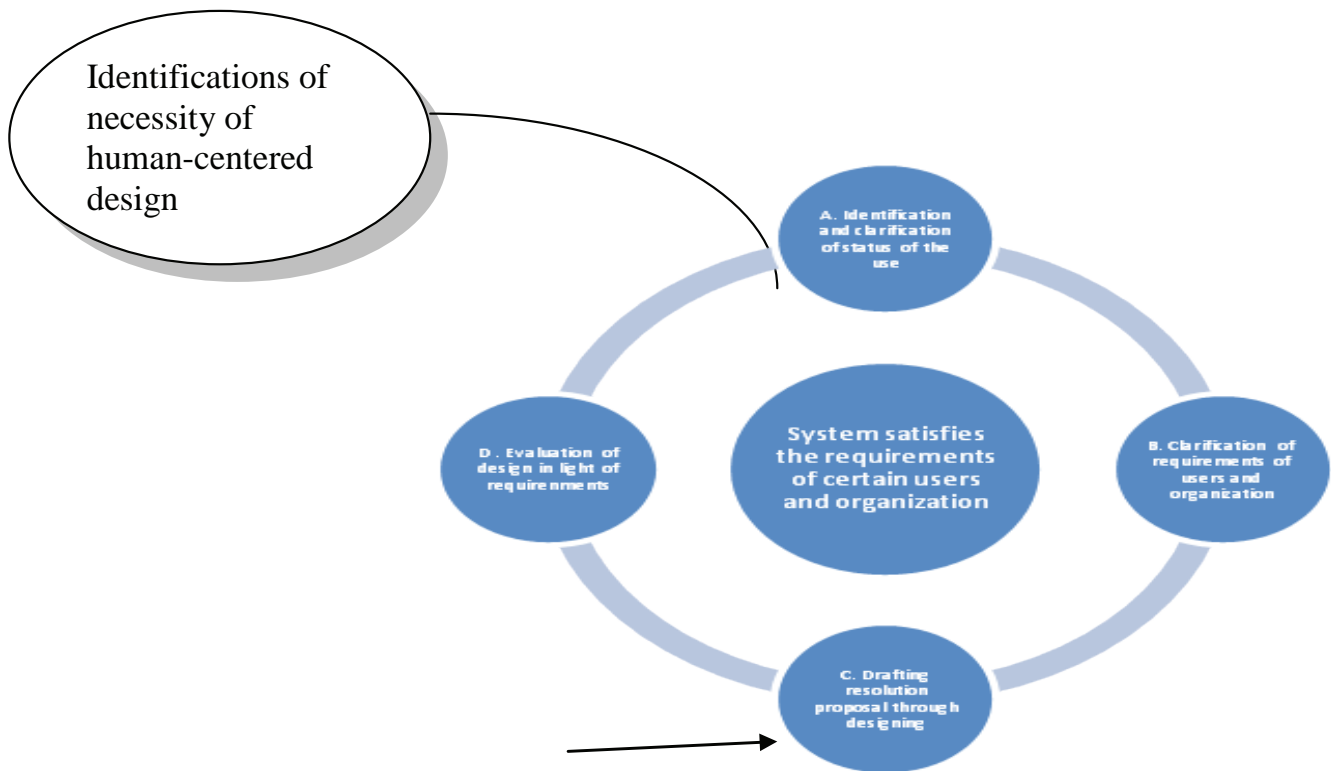 Identifications of
necessity of
human-centered
design
A. Identification
and clarification
of status of the
use
System satisfies
the requirements
of certain users
and organization
B. Clarification of
requirements of
users and
organization
D . Evaluation of
design in light of
requirenments
C. Drafting
resolution
proposal through
designing